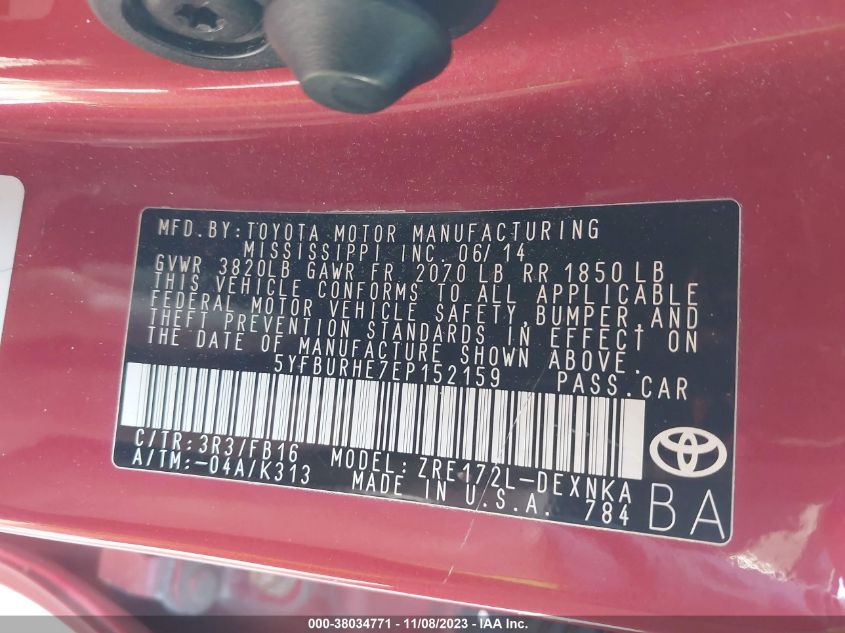 MFD. BY: TOYOTA MOTOR MANUFACTURING
MISSISSIPPI INC. 06/14
GVWR 3820LB GAWR FR. 2070 LB RR 1850 LB
THIS VEHICLE CONFORMS TO ALL APPLICABLE
FEDERAL MOTOR VEHICLE SAFETY, BUMPER, AND
THEFT PREVENTION STANDARDS IN EFFECT ON
THE DATE OF MANUFACTURE SHOWN ABOVE.
5YFBURHE7EP152159 PASS. CAR
C/TR: 3R3/FB16 MODEL: ZRE172L-DEXNKA
A/TM:-04A/K313 MADE IN U.S.A. 784 BA
000-38034771 - 11/08/2023 - IAA Inc.